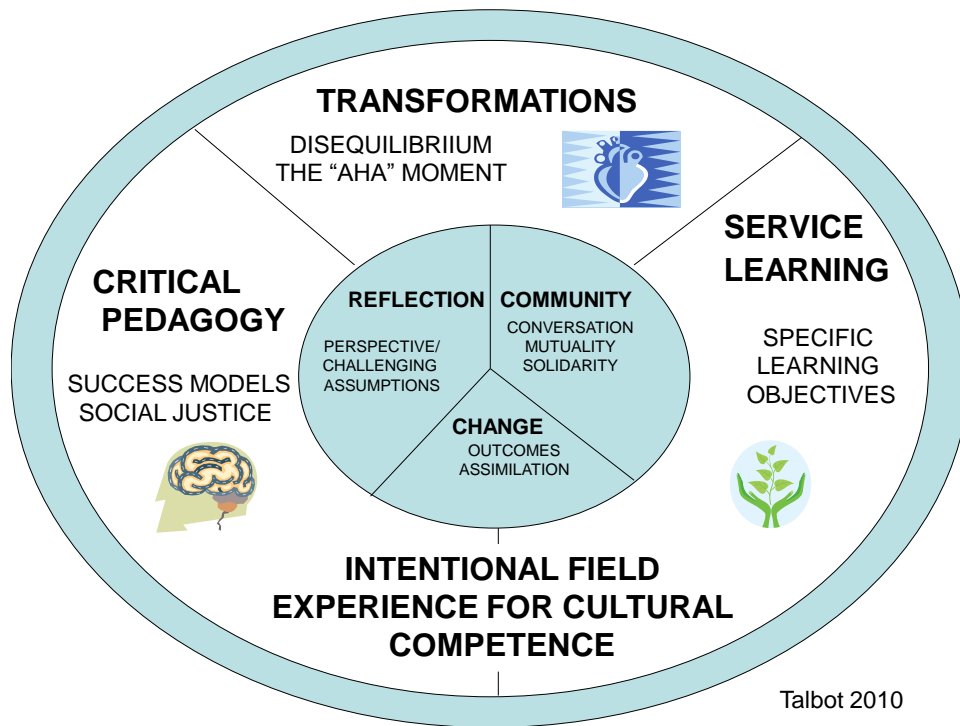 TRANSFORMATIONS
DISEQUILIBRIIUM
THE “AHA” MOMENT
CRITICAL
PEDAGOGY
SUCCESS MODELS
SOCIAL JUSTICE
SERVICE
LEARNING
SPECIFIC
LEARNING
OBJECTIVES
REFLECTION
PERSPECTIVE/
CHALLENGING
ASSUMPTIONS
COMMUNITY
CONVERSATION
MUTUALITY
SOLIDARITY
CHANGE
OUTCOMES
ASSIMILATION
INTENTIONAL FIELD
EXPERIENCE FOR CULTURAL
COMPETENCE
Talbot 2010